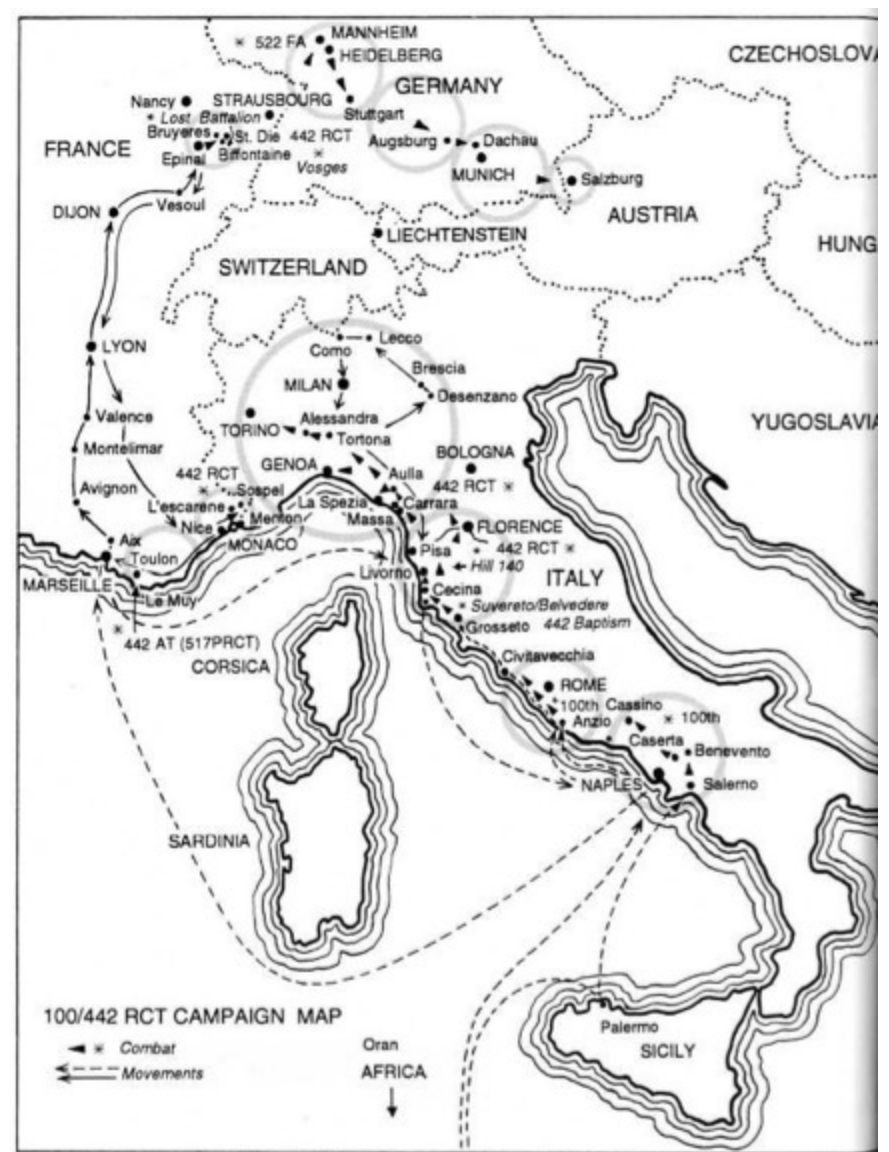 MANNHEIM
522 FA
HEIDELBERG
CZECHOSLOVA
GERMANY
Nancy
STRAUSBOURG
Stuttgart
Lost Battalion
Bruyeres
St. Die
442 RCT
Augsburg
Dachau
FRANCE
Epinal
Biffontaine
Vosges
MUNICH
Salzburg
Vesoul
DIJON
AUSTRIA
LIECHTENSTEIN
HUNG
SWITZERLAND
LYON
Lecco
Como
Brescia
MILAN
Desenzano
Valence
Alessandra
YUGOSLAVIA
TORINO
Tortona
Montelimar
BOLOGNA
GENOA
442 RCT
Aulla
Sospel
442 RCT
Avignon
L'escarene
La Spezia
Carrara
Menton
Massa
Nice
FLORENCE
Aix
MONACO
Pisa
442 RCT
Toulon
Livorno
Hill 140
ITALY
MARSEILLE
Cecina
Le Muy
Suvereto/Belvedere
Grosseto
442 Baptism
442 AT (517PRCT)
CORSICA
Civitavecchia
ROME
100th
Cassino
Anzio
100th
Caserta
Benevento
NAPLES
Salerno
SARDINIA
100/442 RCT CAMPAIGN MAP
Palermo
Combat
Oran
SICILY
Movements
AFRICA